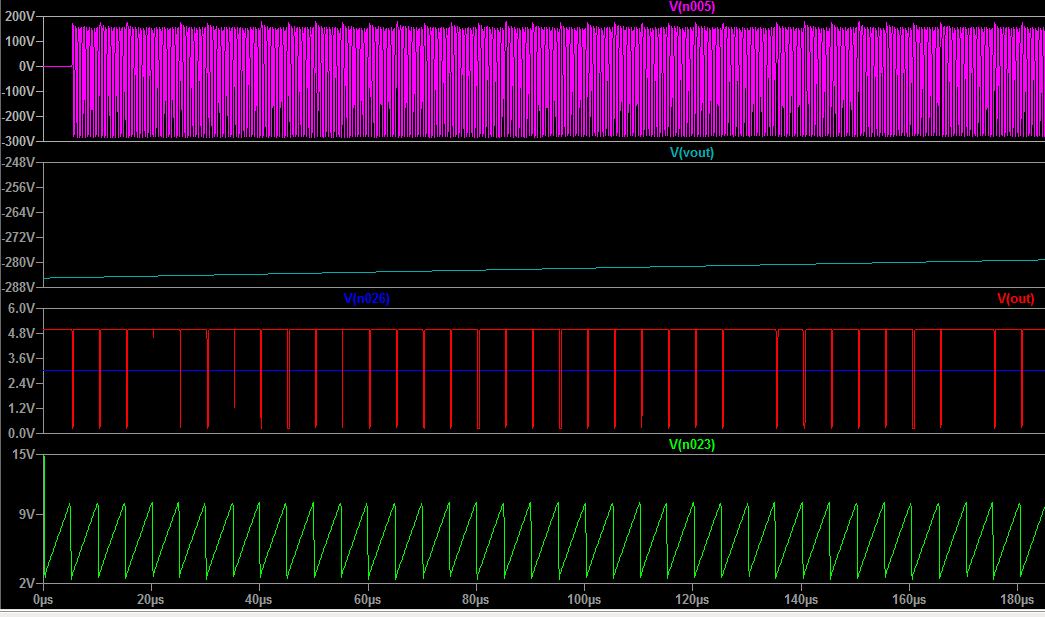 V(n005)
200V
100V
0V
-100V
-200V
-300V
V(vout)
-248V
-256V
-264V
-272V
-280V
-288V
V(n026) V(out)
6.0V
4.8V
3.6V
2.4V
1.2V
0.0V
V(n023)
15V
9V
2V
0µs 20µs 40µs 60µs 80µs 100µs 120µs 140µs 160µs 180µs